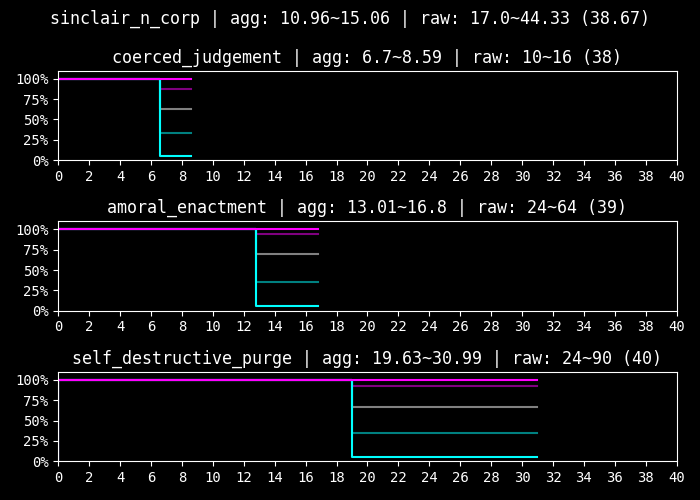 sinclair_n_corp | agg: 10.96~15.06 | raw: 17.0~44.33 (38.67)
coerced_judgement | agg: 6.7~8.59 | raw: 10~16 (38)
100%
75%
50%
25%
0%
0 2 4 6 8 10 12 14 16 18 20 22 24 26 28 30 32 34 36 38 40
amoral_enactment | agg: 13.01~16.8 | raw: 24~64 (39)
100%
75%
50%
25%
0%
0 2 4 6 8 10 12 14 16 18 20 22 24 26 28 30 32 34 36 38 40
self_destructive_purge | agg: 19.63~30.99 | raw: 24~90 (40)
100%
75%
50%
25%
0%
0 2 4 6 8 10 12 14 16 18 20 22 24 26 28 30 32 34 36 38 40